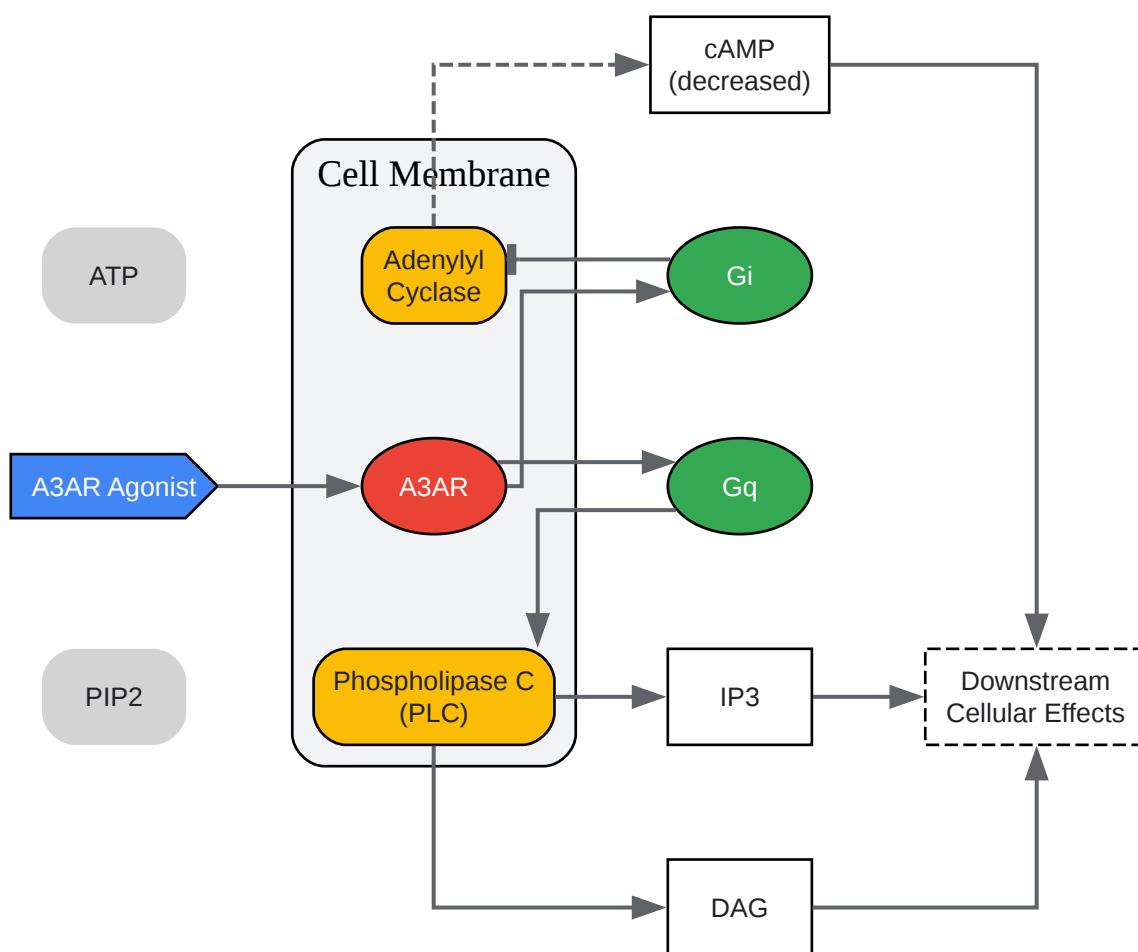 cAMP
(decreased)
Cell Membrane
ATP
Adenylyl
Cyclase
Gi
A3AR Agonist
A3AR
Gq
PIP2
Phospholipase C
(PLC)
IP3
Downstream
Cellular Effects
DAG